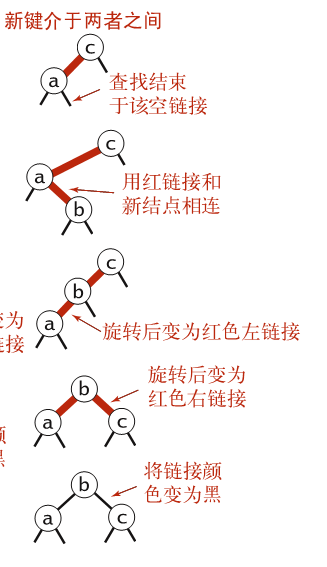 新键介于两者之间
c
a
查找结束
于该空链接
c
a
用红链接和
新结点相连
b
c
b
a
变为
链接
旋转后变为红色左链接
b
旋转后变为
红色右链接
a
c
颜
黑
b
将链接颜
色变为黑
a
c